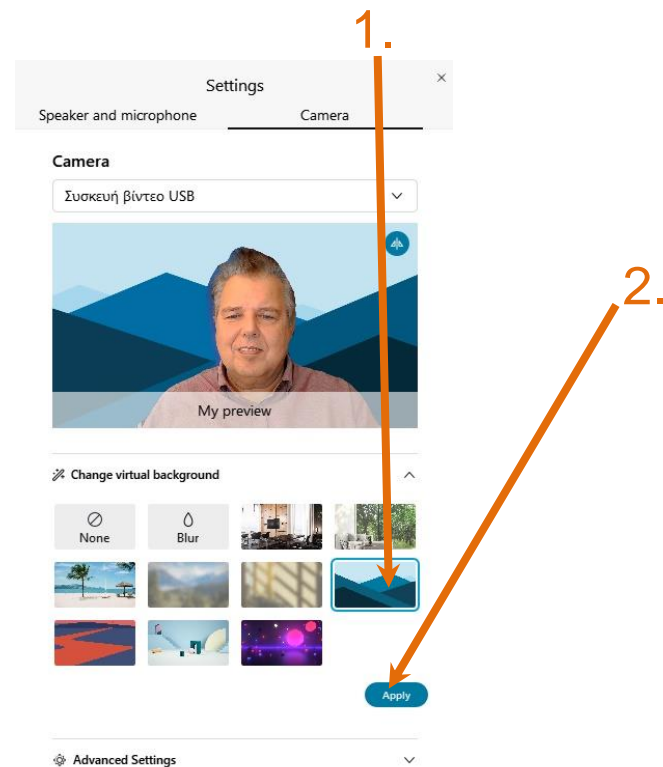 1.
Settings
Speaker and microphone Camera
Camera
Συσκευή βίντεο USB
2.
My preview
Change virtual background
None Blur
Apply
Advanced Settings